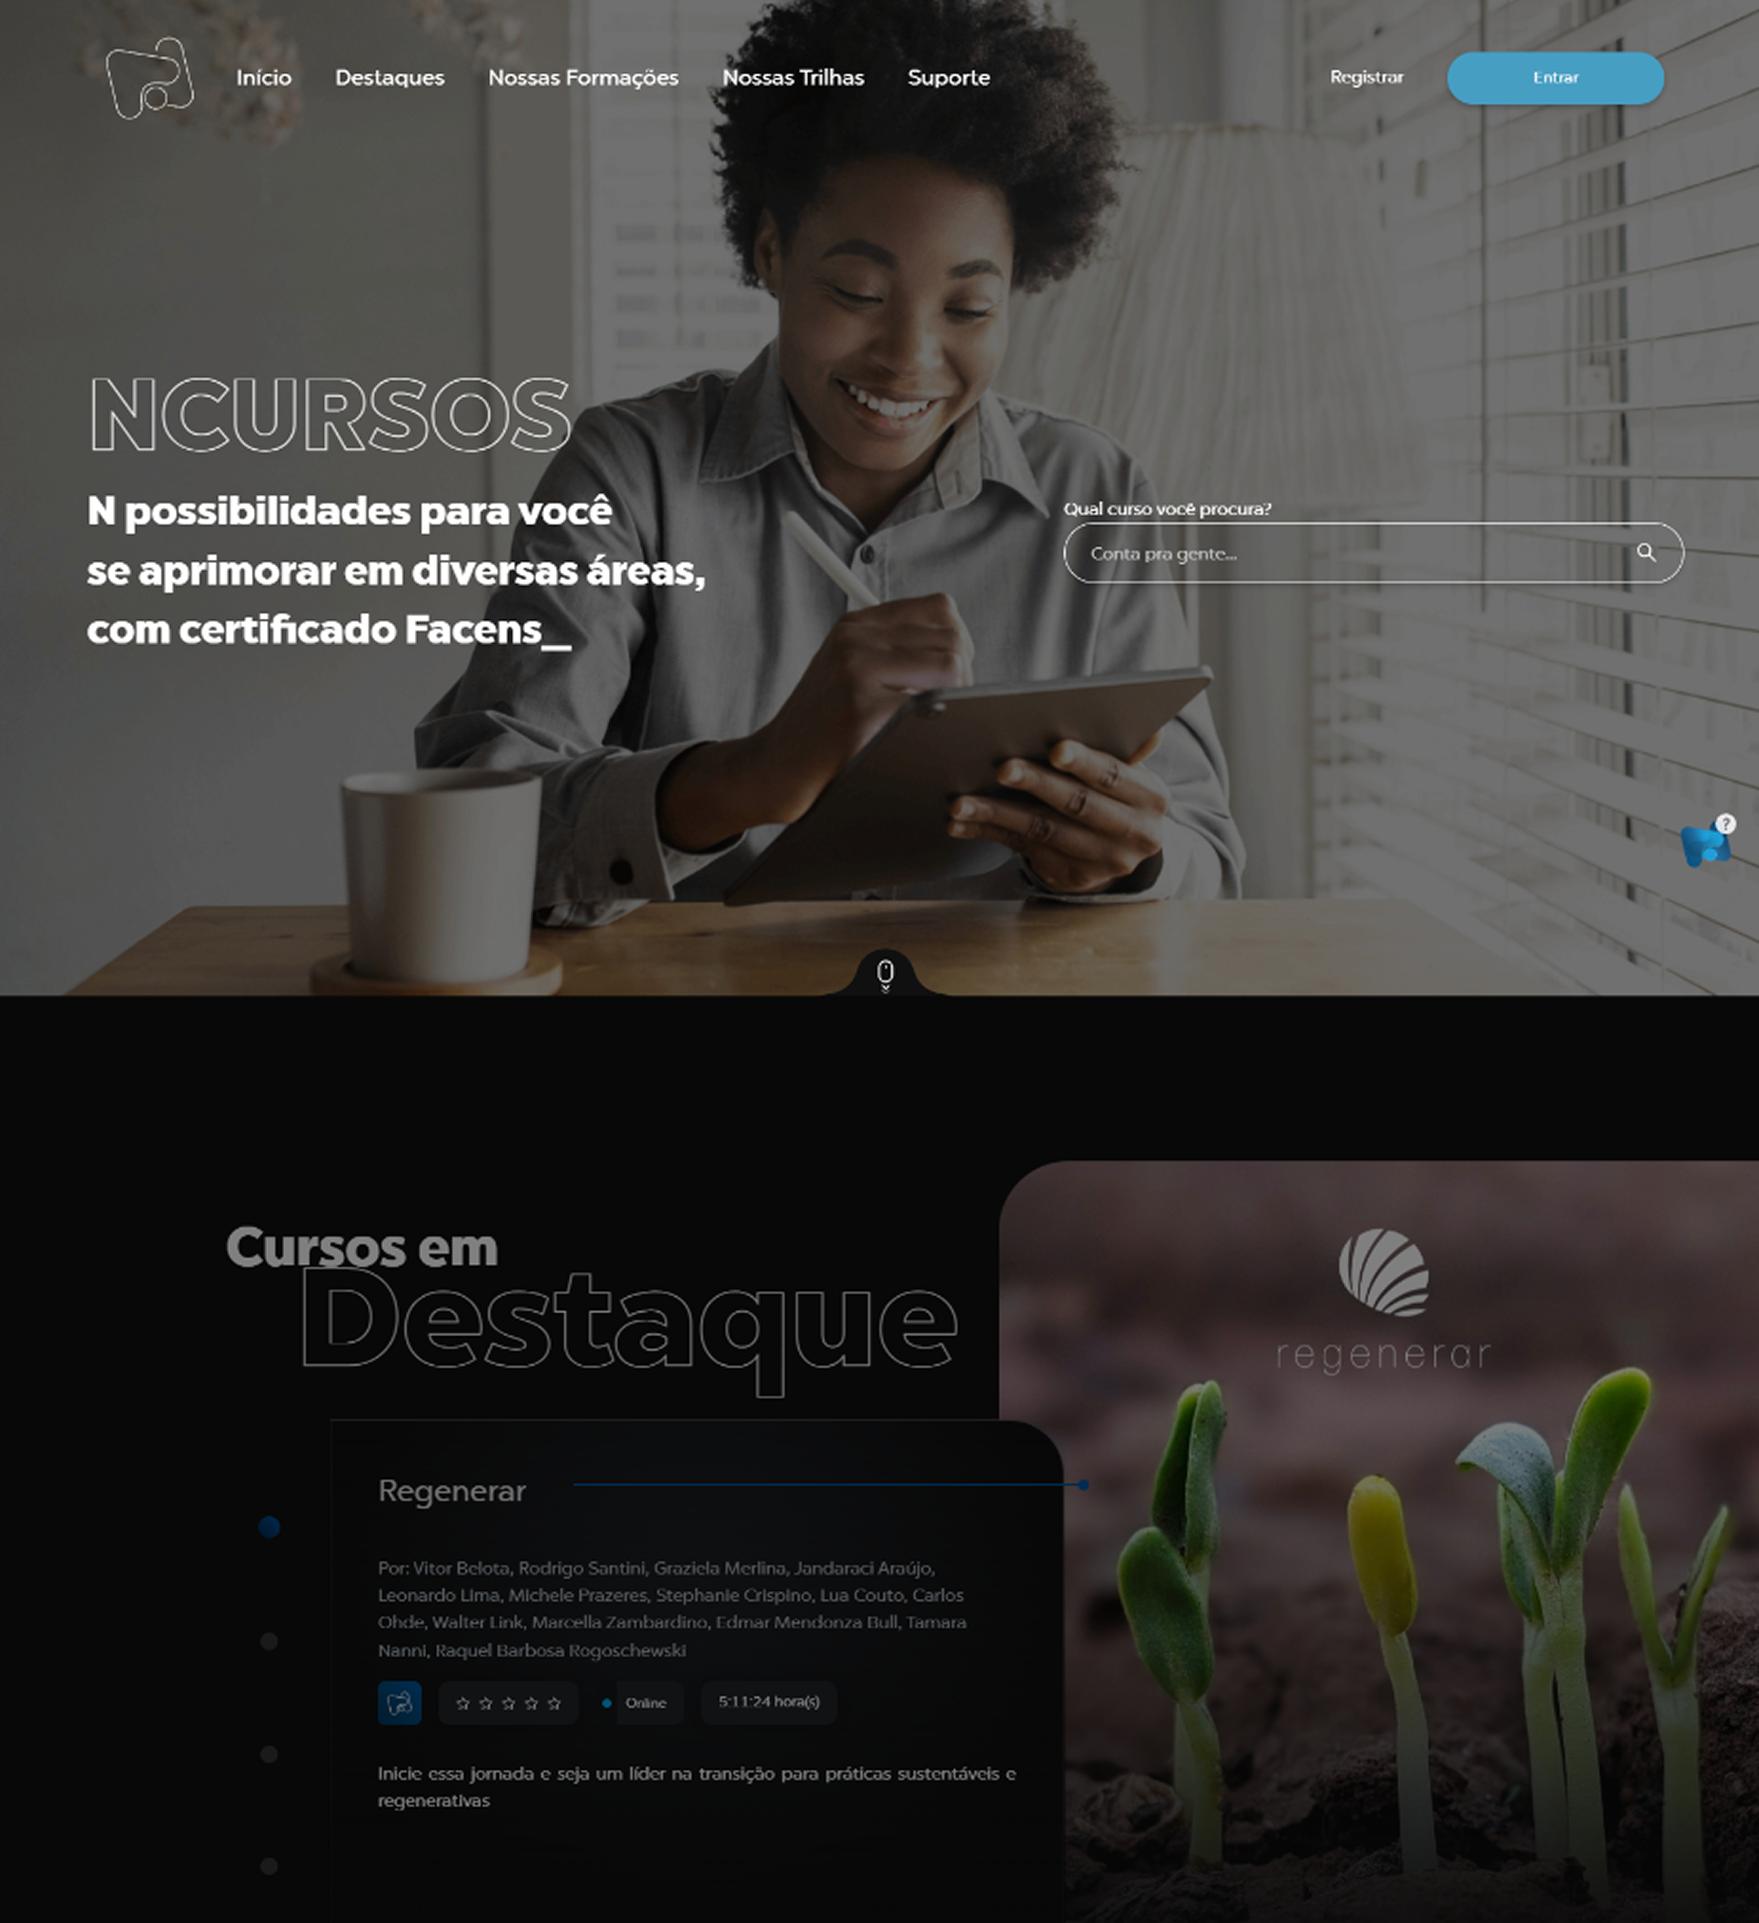 Início Destaques Nossas Formações Nossas Trilhas Suporte Registrar Entrar
NCURSOS
N possibilidades para você
se aprimorar em diversas áreas,
com certificado Facens_
Qual curso você procura?
Conta pra gente...
?
Cursos em
Destaque
regenerar
Regenerar
Por: Vitor Belota, Rodrigo Santini, Graziela Merlina, Jandaraci Araújo,
Leonardo Lima, Michele Prazeres, Stephanie Crispino, Lua Couto, Carlos
Ohde, Walter Link, Marcella Zambardino, Edmar Mendonza Bull, Tamara
Nanni, Raquel Barbosa Rogoschewski
Online
5:11:24 hora(s)
Inicie essa jornada e seja um líder na transição para práticas sustentáveis e
regenerativas